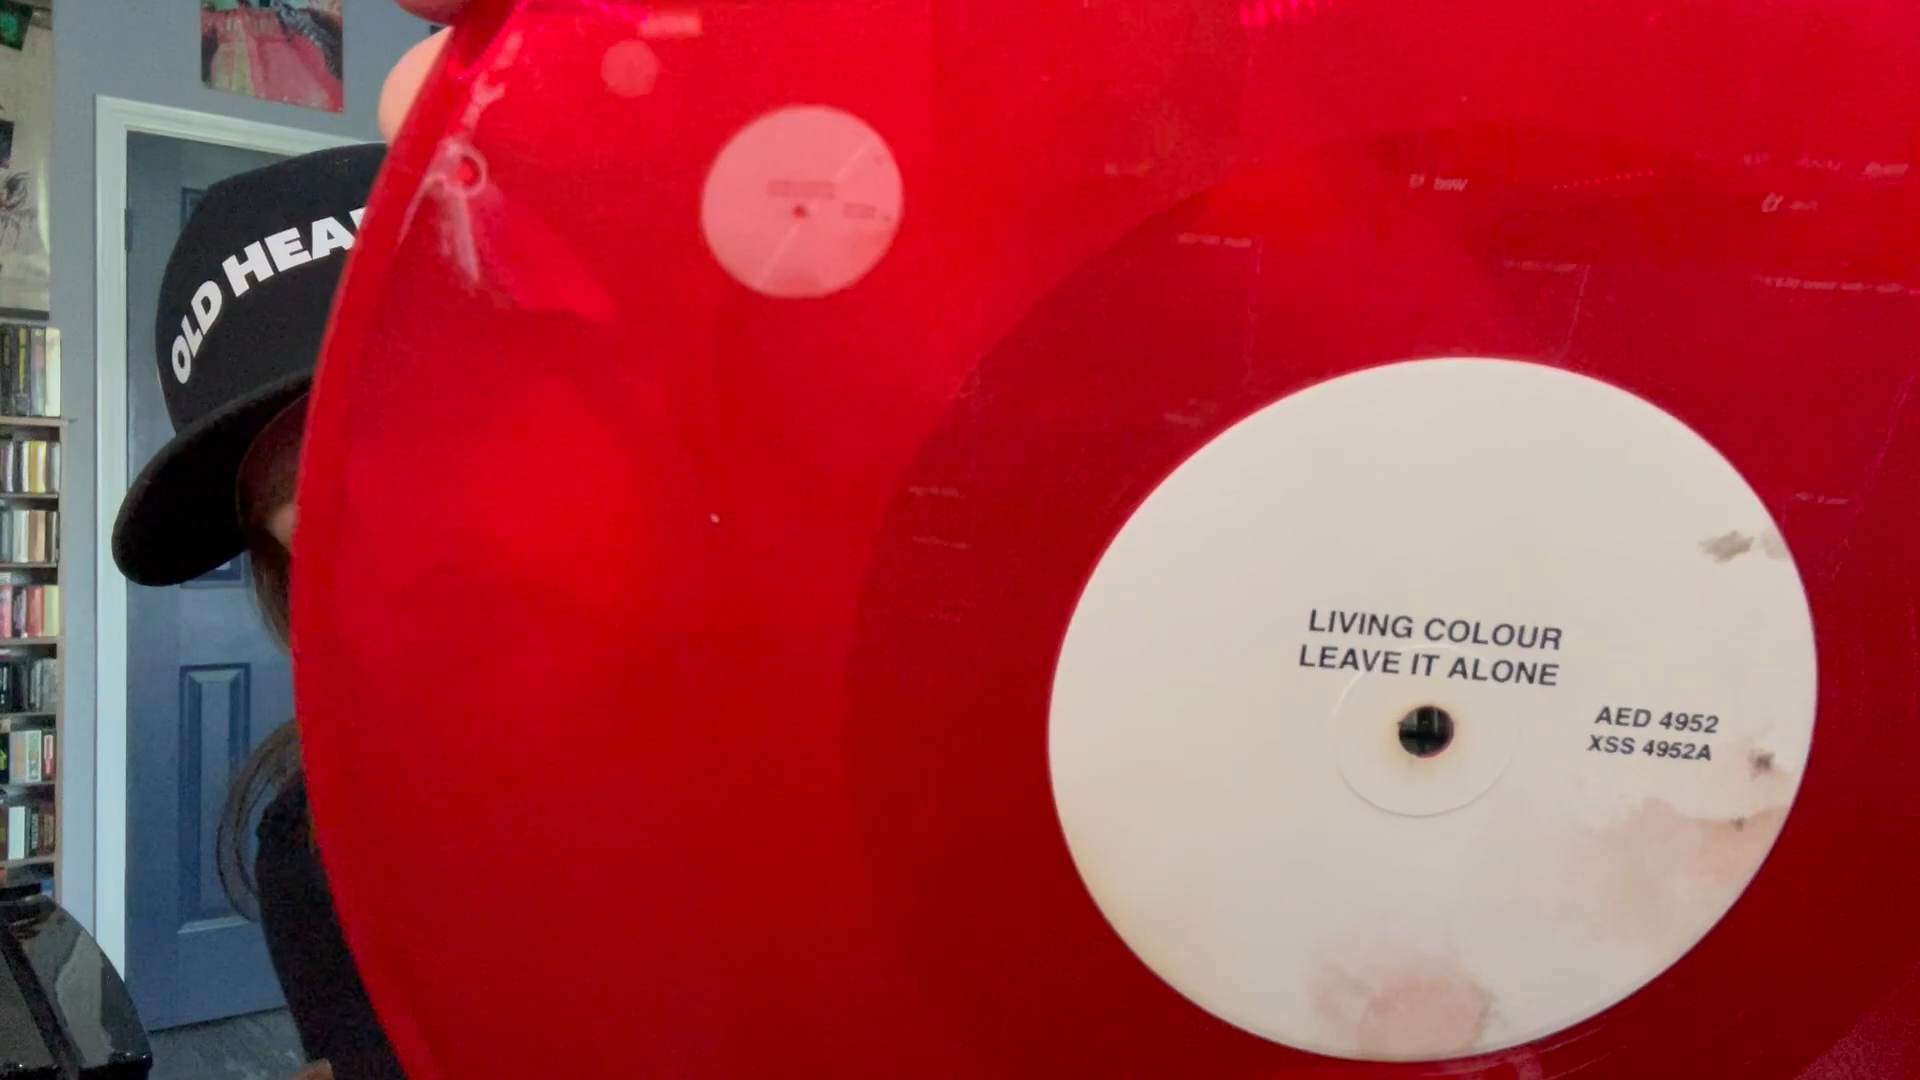 OLD HEA
LIVING COLOUR
LEAVE IT ALONE
AED 4952
XSS 4952A